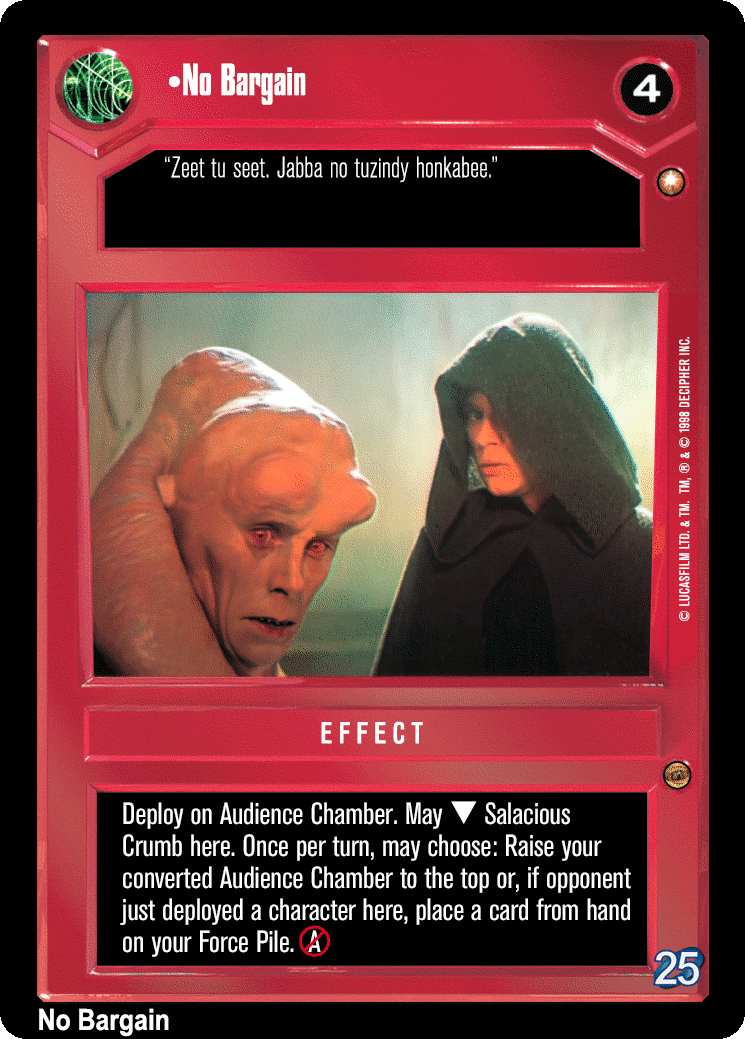 •No Bargain
4
“Zeet tu seet. Jabba no tuzindy honkabee.”
© LUCASFILM LTD. & TM. TM, ® & © 1998 DECIPHER INC.
EFFECT
Deploy on Audience Chamber. May ▼ Salacious
Crumb here. Once per turn, may choose: Raise your
converted Audience Chamber to the top or, if opponent
just deployed a character here, place a card from hand
on your Force Pile. A
25
No Bargain